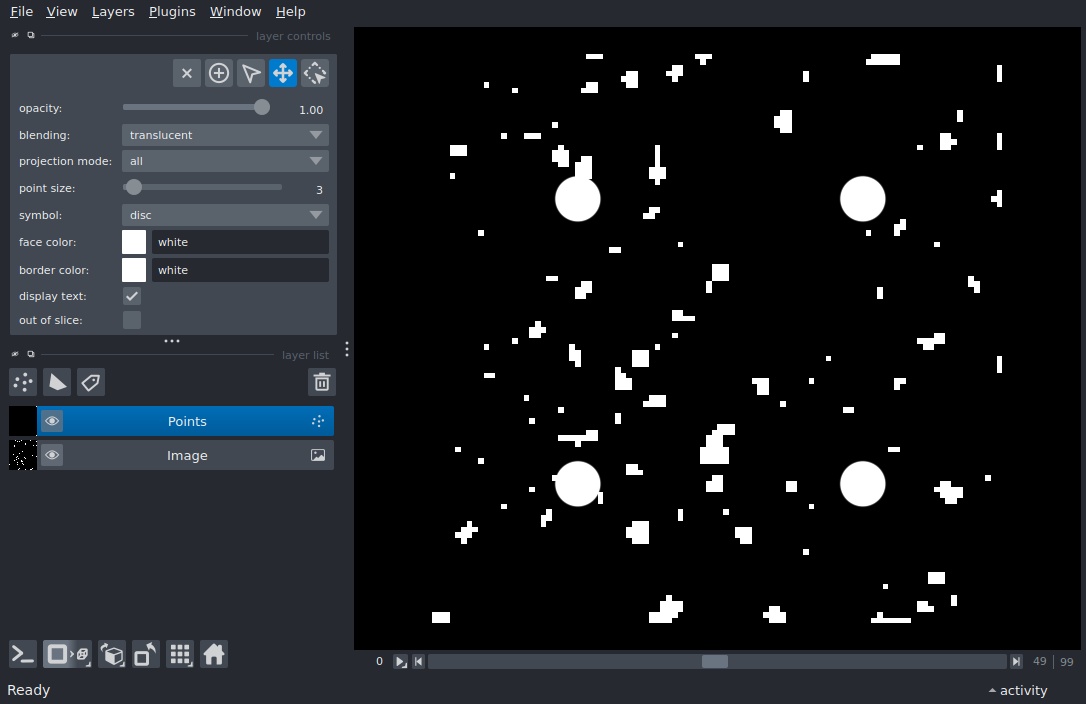 File View Layers Plugins Window Help
layer controls
opacity: 1.00
blending: translucent
projection mode: all
point size: 3
symbol: disc
face color: white
border color: white
display text:
out of slice:
layer list
Points
Image
0 49 99
Ready activity